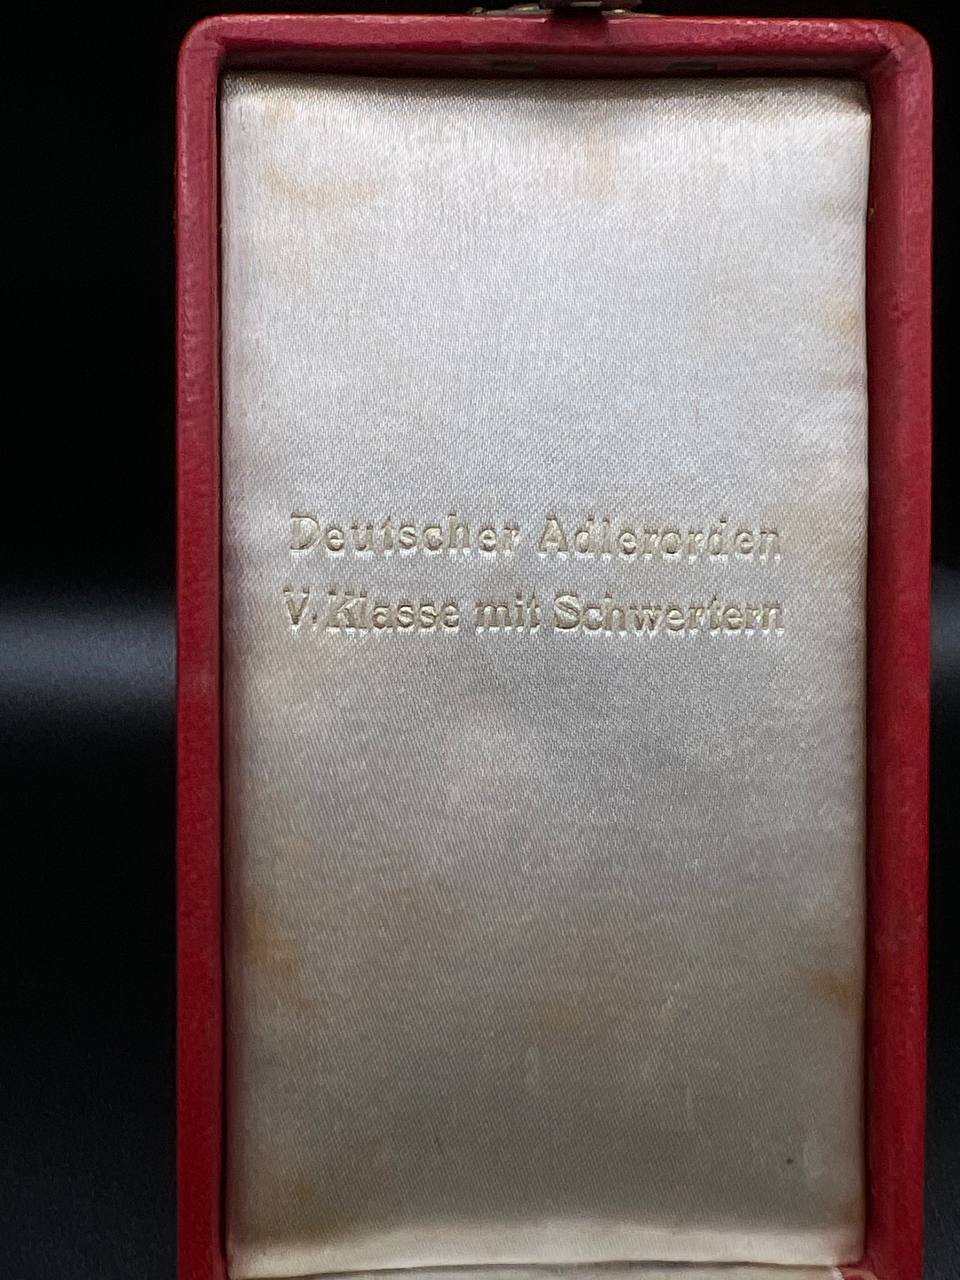 Deutscher Adlerorden
V. Klasse mit Schwertern